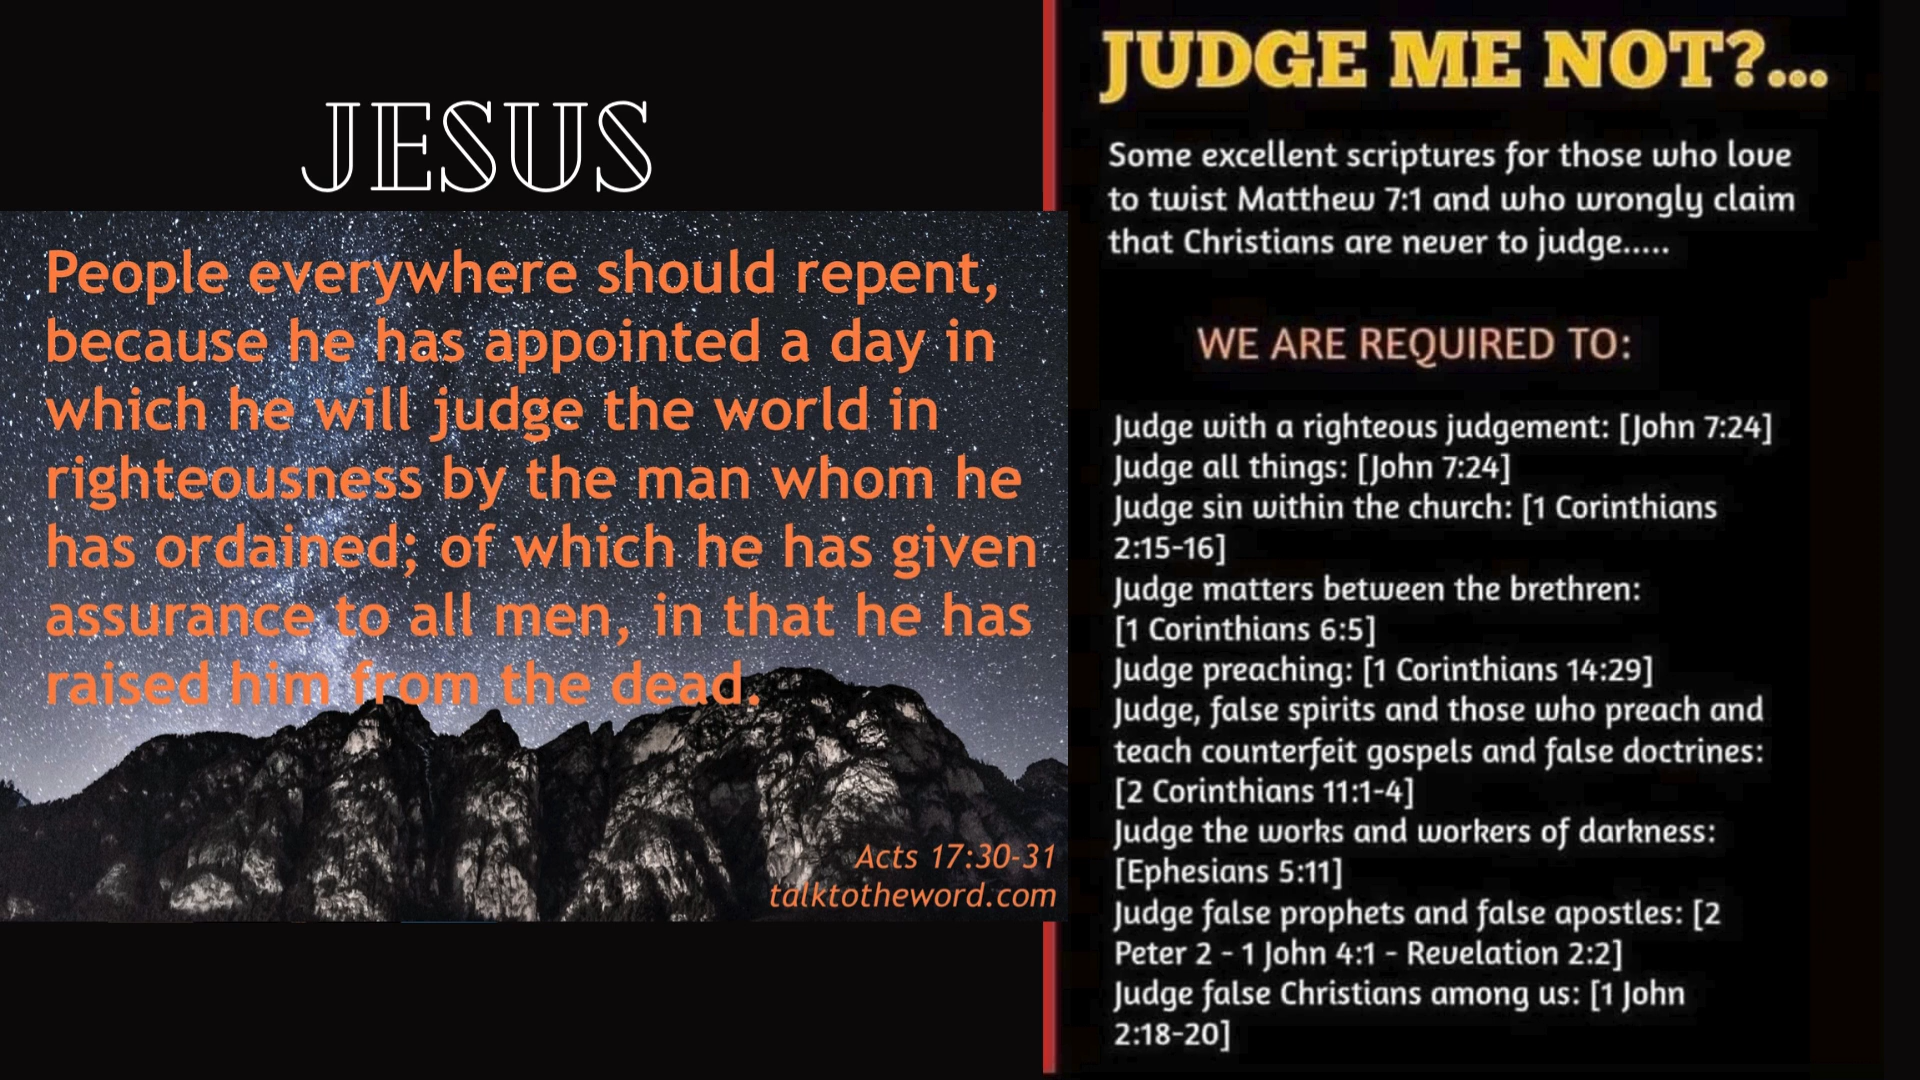 JESUS
People everywhere should repent,
because he has appointed a day in
which he will judge the world in
righteousness by the man whom he
has ordained; of which he has given
assurance to all men, in that he has
raised him from the dead.
Acts 17:30-31
talktotheword.com
JUDGE ME NOT?...
Some excellent scriptures for those who love
to twist Matthew 7:1 and who wrongly claim
that Christians are never to judge.....
WE ARE REQUIRED TO:
Judge with a righteous judgement: [John 7:24]
Judge all things: [John 7:24]
Judge sin within the church: [1 Corinthians
2:15-16]
Judge matters between the brethren:
[1 Corinthians 6:5]
Judge preaching: [1 Corinthians 14:29]
Judge, false spirits and those who preach and
teach counterfeit gospels and false doctrines:
[2 Corinthians 11:1-4]
Judge the works and workers of darkness:
[Ephesians 5:11]
Judge false prophets and false apostles: [2
Peter 2 - 1 John 4:1 - Revelation 2:2]
Judge false Christians among us: [1 John
2:18-20]